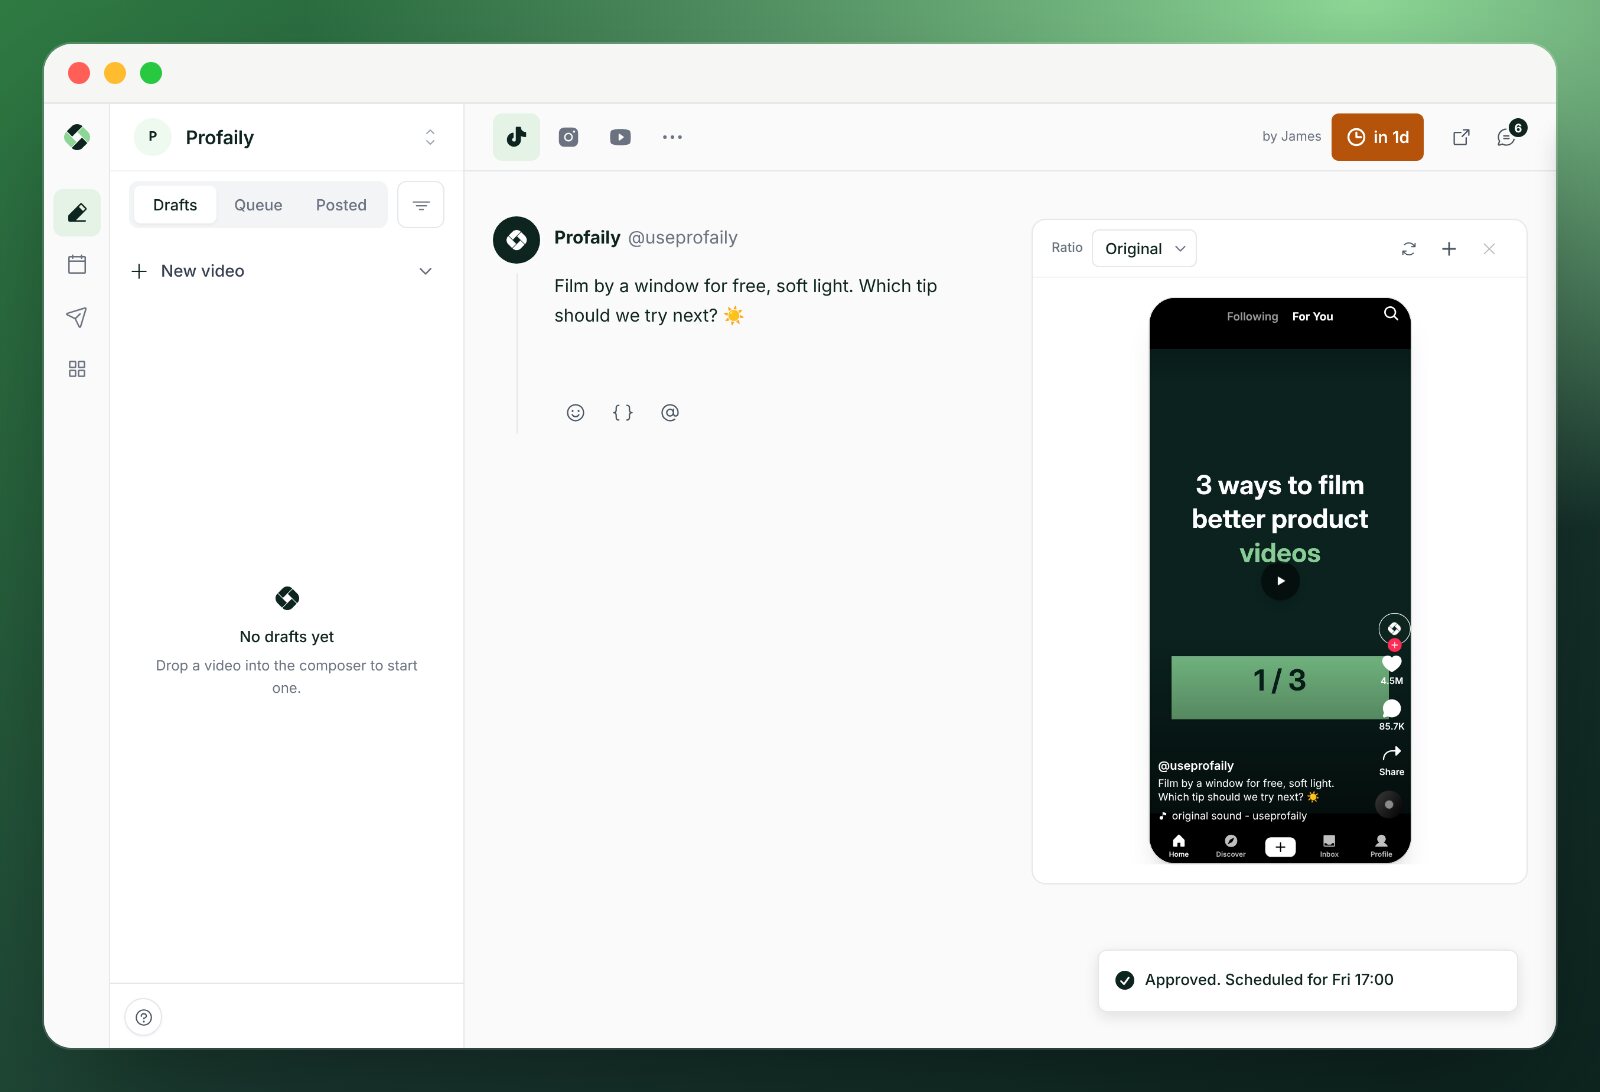 P
Profaily
by James
in 1d
6
Drafts
Queue
Posted
New video
No drafts yet
Drop a video into the composer to start
one.
Profaily @useprofaily
Film by a window for free, soft light. Which tip
should we try next? ☀️
{ }
@
Ratio
Original
Following
For You
3 ways to film
better product
videos
1 / 3
4.5M
85.7K
Share
@useprofaily
Film by a window for free, soft light.
Which tip should we try next? ☀️
original sound - useprofaily
Home
Discover
Inbox
Profile
Approved. Scheduled for Fri 17:00